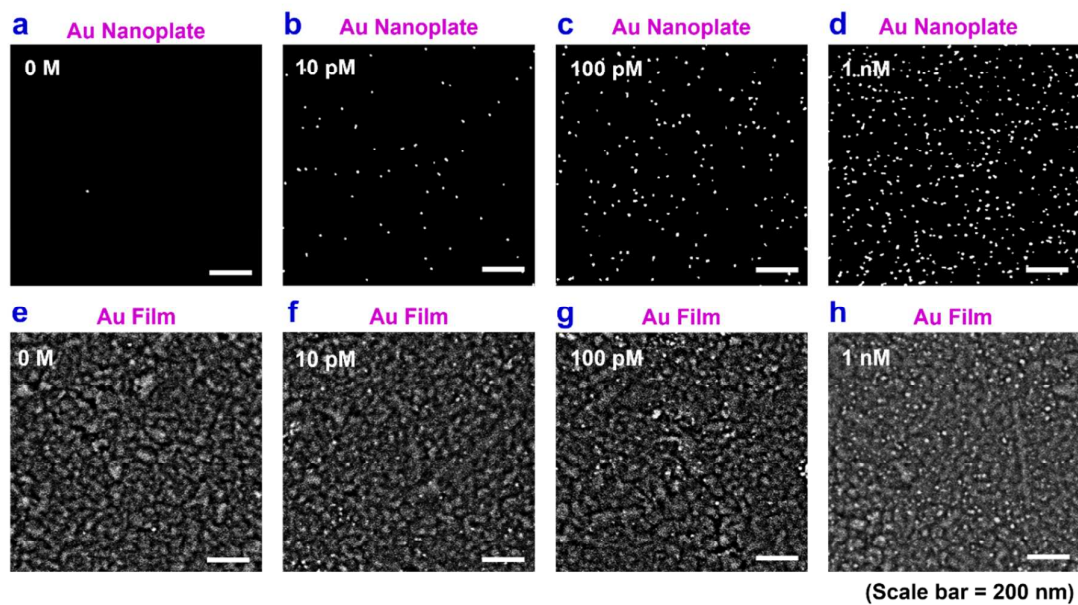 a
Au Nanoplate
0 M
b
Au Nanoplate
10 pM
c
Au Nanoplate
100 pM
d
Au Nanoplate
1 nM
e
Au Film
0 M
f
Au Film
10 pM
g
Au Film
100 pM
h
Au Film
1 nM
(Scale bar = 200 nm)